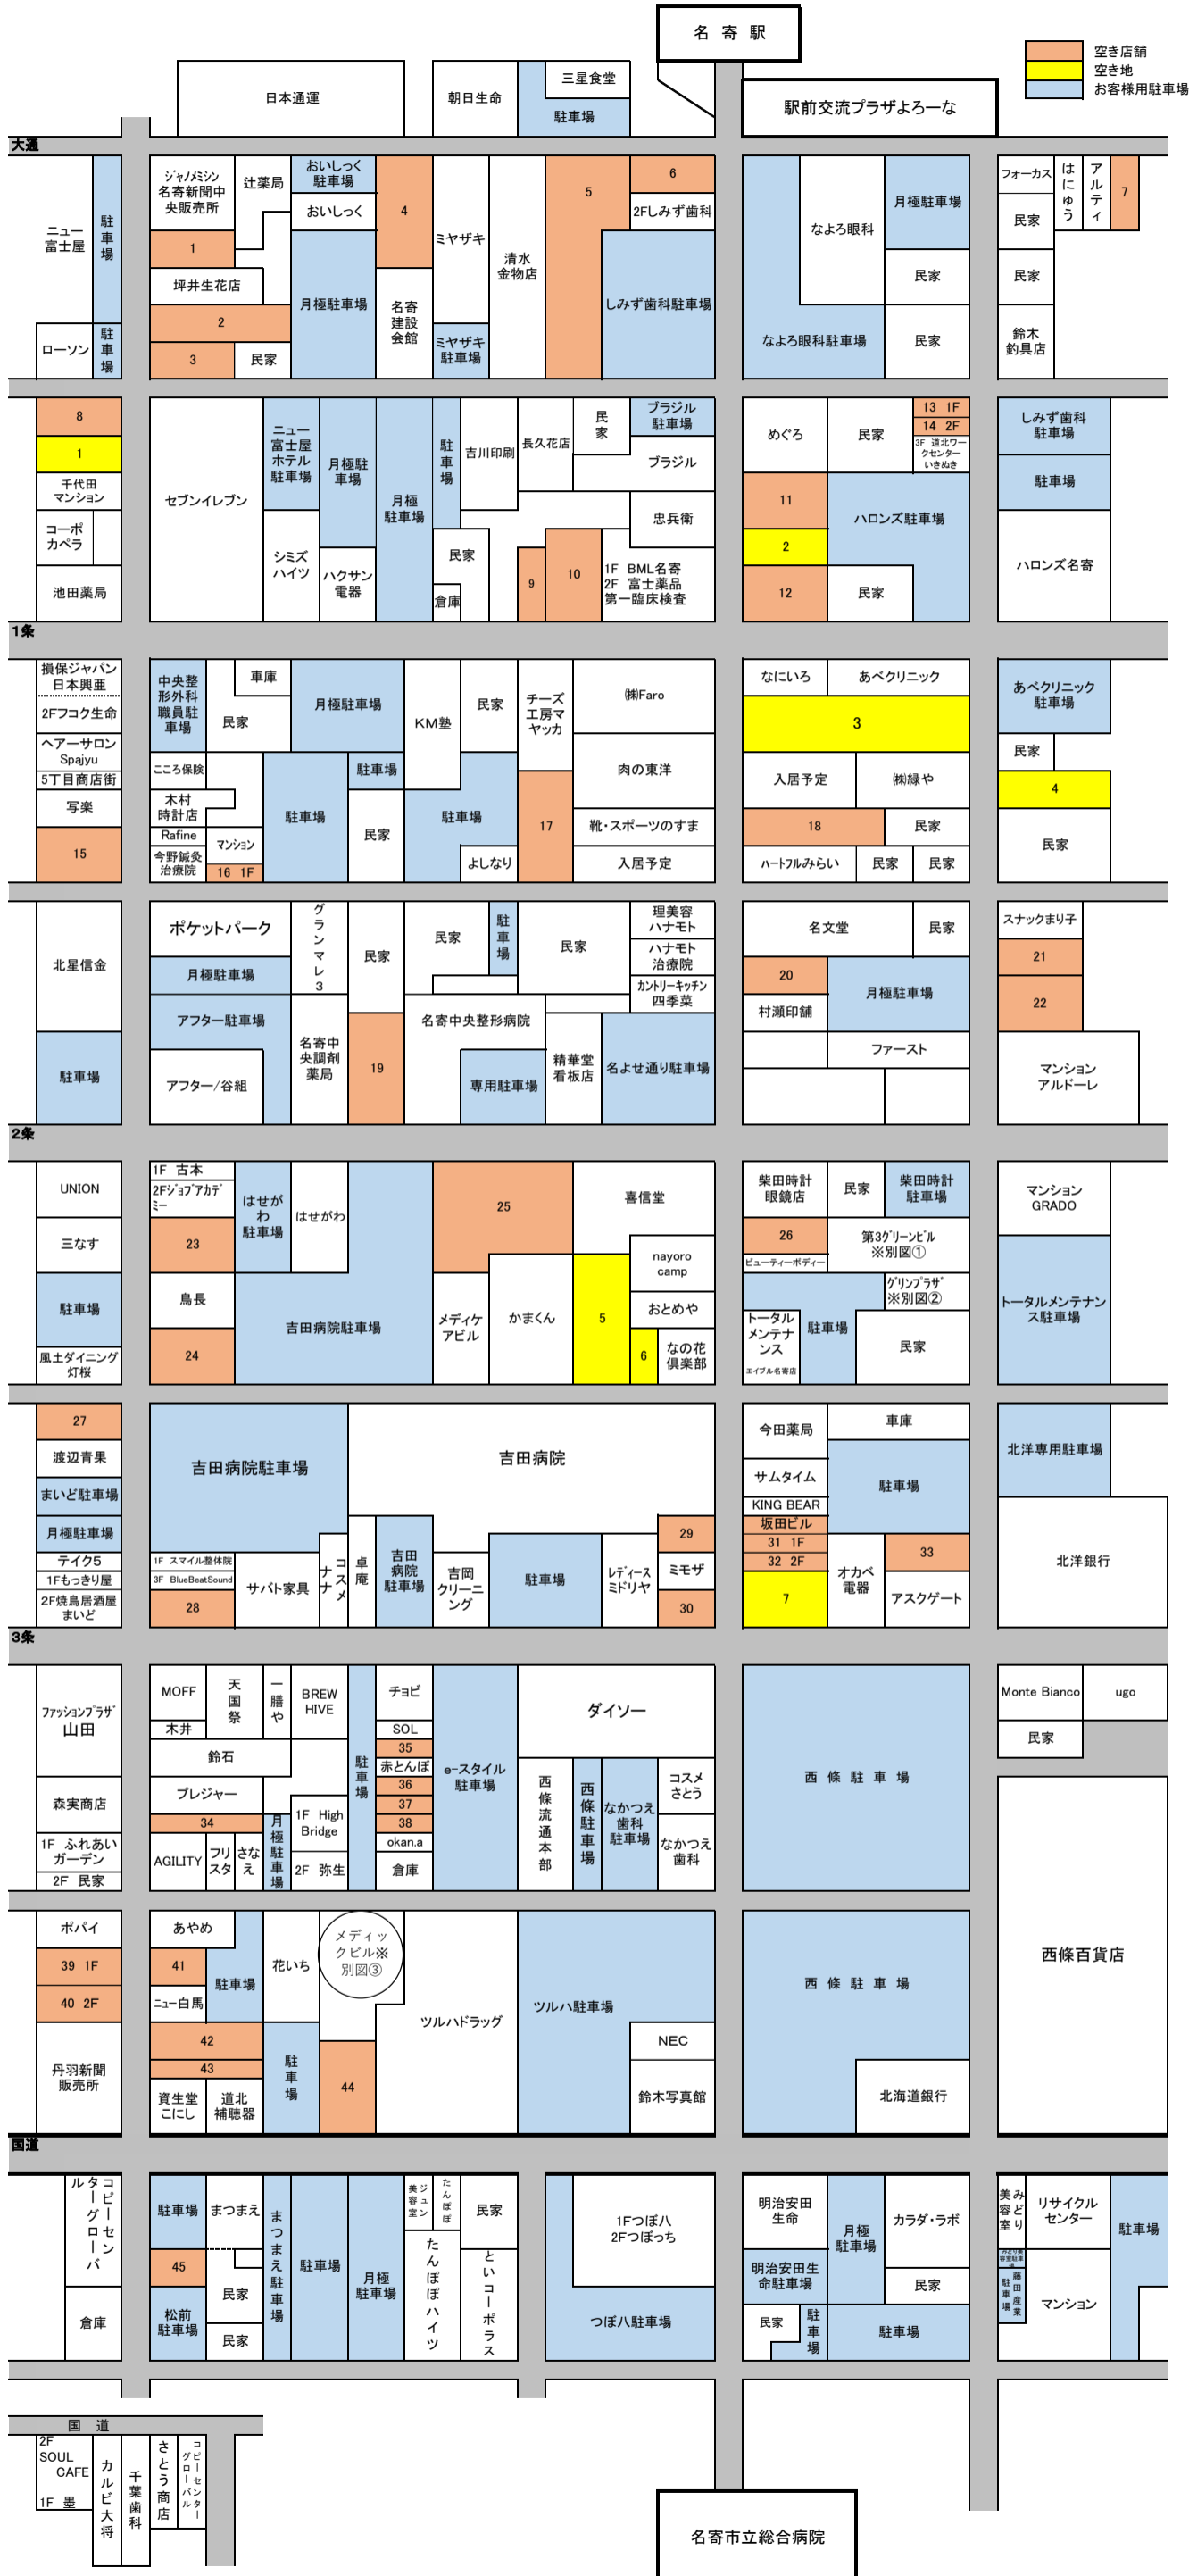 名 寄 駅
空き店舗
空き地
お客様用駐車場
日本通運
朝日生命
三星食堂
駐車場
駅前交流プラザよろーな
大通
ニュー
富士屋
駐車場
ローソン
駐車場
ジャノメミシン
名寄新聞中
央販売所
辻薬局
おいしっく
駐車場
おいしっく
1
坪井生花店
2
3
民家
月極駐車場
4
名寄
建設
会館
ミヤザキ
ミヤザキ
駐車場
清水
金物店
5
6
2Fしみず歯科
しみず歯科駐車場
なよろ眼科
月極駐車場
民家
なよろ眼科駐車場
民家
フォーカス
はにゅう
アルティ
7
民家
民家
鈴木
釣具店
8
1
千代田
マンション
コーポ
カペラ
池田薬局
セブンイレブン
ニュー
富士屋
ホテル
駐車場
シミズ
ハイツ
月極駐
車場
ハクサン
電器
月極
駐車場
駐車場
吉川印刷
長久花店
民家
ブラジル
駐車場
ブラジル
忠兵衛
民家
倉庫
9
10
1F BML名寄
2F 富士薬品
第一臨床検査
めぐろ
民家
13 1F
14 2F
3F 道北ワー
クセンター
いきぬき
11
ハロンズ駐車場
2
12
民家
しみず歯科
駐車場
駐車場
ハロンズ名寄
1条
損保ジャパン
日本興亜
2Fフコク生命
ヘアーサロン
Spajyu
5丁目商店街
写楽
15
中央整
形外科
職員駐
車場
車庫
民家
月極駐車場
こころ保険
木村
時計店
Rafine
マンション
今野鍼灸
治療院
16 1F
駐車場
駐車場
民家
KM塾
民家
駐車場
よしなり
チーズ
工房マ
ヤッカ
17
㈱Faro
肉の東洋
靴・スポーツのすま
入居予定
なにいろ
あべクリニック
3
入居予定
㈱緑や
18
民家
ハートフルみらい
民家
民家
あべクリニック
駐車場
民家
4
民家
北星信金
駐車場
ポケットパーク
月極駐車場
アフター駐車場
アフター/谷組
グランマレ3
名寄中
央調剤
薬局
民家
19
民家
駐車場
民家
名寄中央整形病院
専用駐車場
精華堂
看板店
理美容
ハナモト
ハナモト
治療院
カントリーキッチン
四季菜
名よせ通り駐車場
名文堂
民家
20
村瀬印舗
月極駐車場
ファースト
スナックまり子
21
22
マンション
アルドーレ
2条
UNION
三なす
駐車場
風土ダイニング
灯桜
1F 古本
2Fジョブアカデ
ミー
23
鳥長
24
はせが
わ
駐車場
はせがわ
吉田病院駐車場
25
メディケ
アビル
かまくん
喜信堂
5
nayoro
camp
おとめや
6
なの花
倶楽部
柴田時計
眼鏡店
民家
柴田時計
駐車場
26
ビューティーボディー
第3グリーンビル
※別図①
グリンプラザ
※別図②
トータル
メンテナ
ンス
エイブル名寄店
駐車場
民家
マンション
GRADO
トータルメンテナン
ス駐車場
27
渡辺青果
まいど駐車場
月極駐車場
テイク5
1Fもっきり屋
2F焼鳥居酒屋
まいど
吉田病院駐車場
吉田病院
1F スマイル整体院
3F BlueBeatSound
28
サバト家具
コスメ
ナナ
卓庵
吉田
病院
駐車場
吉岡
クリーニ
ング
駐車場
レディース
ミドリヤ
29
ミモザ
30
今田薬局
車庫
サムタイム
KING BEAR
坂田ビル
31 1F
32 2F
7
駐車場
オカベ
電器
33
アスクゲート
北洋専用駐車場
北洋銀行
3条
ファッションプラザ
山田
森実商店
1F ふれあい
ガーデン
2F 民家
MOFF
木井
天国祭
一膳や
BREW
HIVE
鈴石
プレジャー
34
AGILITY
フリ
スタ
さな
え
月極駐車場
1F High
Bridge
2F 弥生
駐車場
チョビ
SOL
35
赤とんぼ
36
37
38
okan.a
倉庫
e-スタイル
駐車場
ダイソー
西條流通本部
西條駐車場
なかつえ
歯科
駐車場
コスメ
さとう
なかつえ
歯科
西 條 駐 車 場
Monte Bianco
ugo
民家
ポパイ
39 1F
40 2F
丹羽新聞
販売所
あやめ
41
ニュー白馬
駐車場
42
43
資生堂
こにし
道北
補聴器
花いち
駐車場
メディッ
クビル※
別図③
44
ツルハドラッグ
ツルハ駐車場
NEC
鈴木写真館
西 條 駐 車 場
北海道銀行
西條百貨店
国道
コピーセン
ターグローバ
ル
倉庫
駐車場
45
松前
駐車場
まつまえ
民家
民家
まつまえ駐車場
駐車場
月極
駐車場
ジュン
美容室
たんぽぽ
たんぽぽハイツ
民家
といコーポラス
1Fつぼ八
2Fつぼっち
つぼ八駐車場
明治安田
生命
明治安田生
命駐車場
民家
駐車場
月極
駐車場
カラダ・ラボ
民家
駐車場
みどり
美容室
みどり美
容室駐車
場
藤田産業
駐車場
リサイクル
センター
マンション
駐車場
国 道
2F
SOUL
CAFE
1F 墨
カルビ大将
千葉歯科
さとう商店
コピーセンター
グローバル
名寄市立総合病院